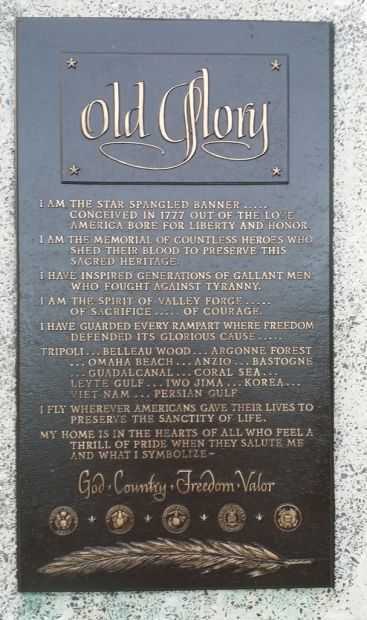 Old Glory
I AM THE STAR SPANGLED BANNER .....
CONCEIVED IN 1777 OUT OF THE LOVE
AMERICA BORE FOR LIBERTY AND HONOR.
I AM THE MEMORIAL OF COUNTLESS HEROES WHO
SHED THEIR BLOOD TO PRESERVE THIS
SACRED HERITAGE.
I HAVE INSPIRED GENERATIONS OF GALLANT MEN
WHO FOUGHT AGAINST TYRANNY.
I AM THE SPIRIT OF VALLEY FORGE .....
OF SACRIFICE ..... OF COURAGE.
I HAVE GUARDED EVERY RAMPART WHERE FREEDOM
DEFENDED ITS GLORIOUS CAUSE .....
TRIPOLI ... BELLEAU WOOD ... ARGONNE FOREST
... OMAHA BEACH ... ANZIO ... BASTOGNE
... GUADALCANAL ... CORAL SEA ...
LEYTE GULF ... IWO JIMA ... KOREA ...
VIET NAM ... PERSIAN GULF
I FLY WHEREVER AMERICANS GAVE THEIR LIVES TO
PRESERVE THE SANCTITY OF LIFE.
MY HOME IS IN THE HEARTS OF ALL WHO FEEL A
THRILL OF PRIDE WHEN THEY SALUTE ME
AND WHAT I SYMBOLIZE –
God · Country · Freedom · Valor